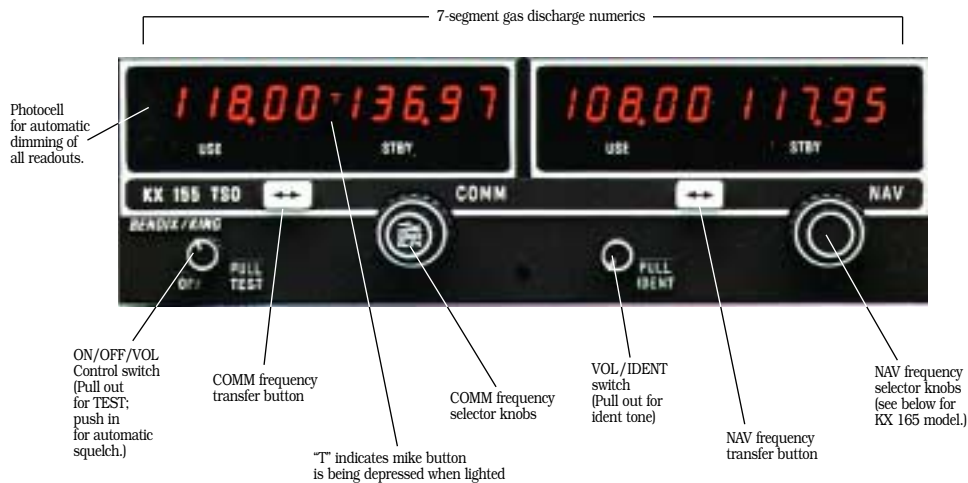 7-segment gas discharge numerics
Photocell
for automatic
dimming of
all readouts.
118.00 T 136.97
USE STBY
108.00 117.95
USE STBY
KX 155 TSO
COMM
NAV
BENDIX/KING
OFF
PULL
TEST
PULL
IDENT
ON/OFF/VOL
Control switch
(Pull out
for TEST;
push in
for automatic
squelch.)
COMM frequency
transfer button
"T" indicates mike button
is being depressed when lighted
COMM frequency
selector knobs
VOL/IDENT
switch
(Pull out for
ident tone)
NAV frequency
transfer button
NAV frequency
selector knobs
(see below for
KX 165 model.)